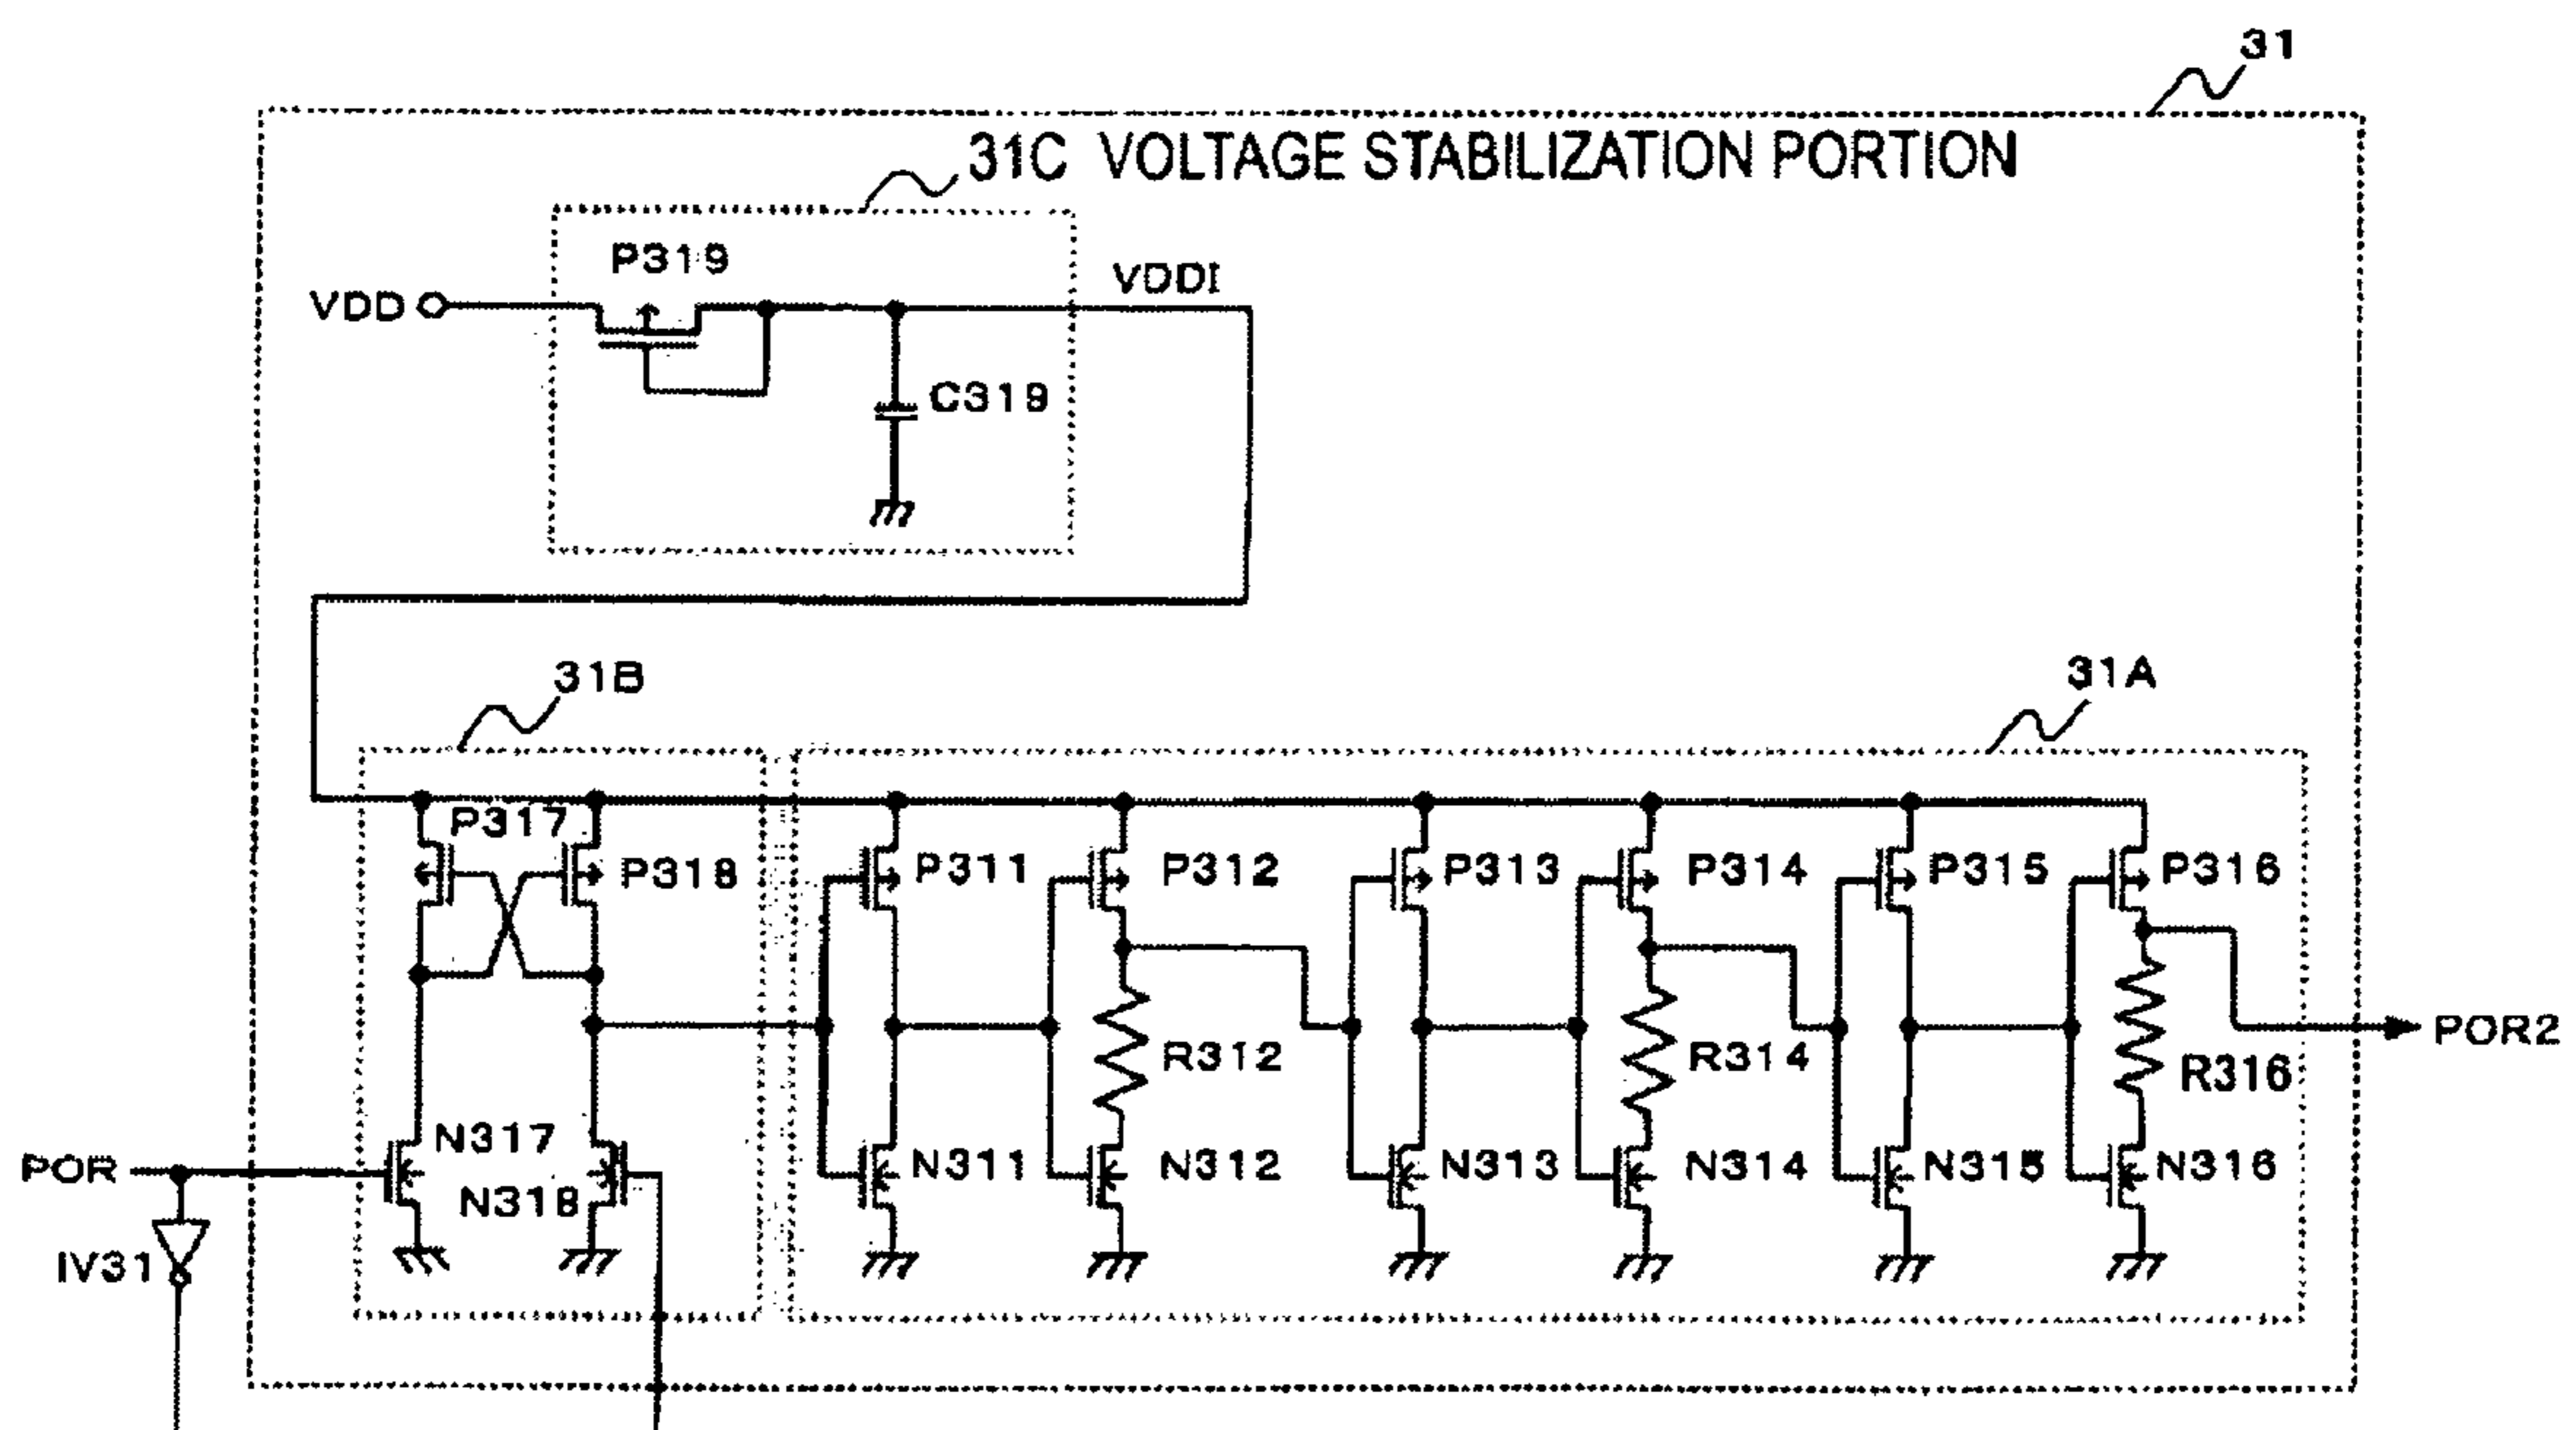 31
31C VOLTAGE STABILIZATION PORTION
P319
VDD
VDDI
C319
31B
31A
P317
P318
P311
P312
P313
P314
P315
P316
R312
R314
R316
POR2
N317
N318
N311
N312
N313
N314
N315
N316
POR
IV31